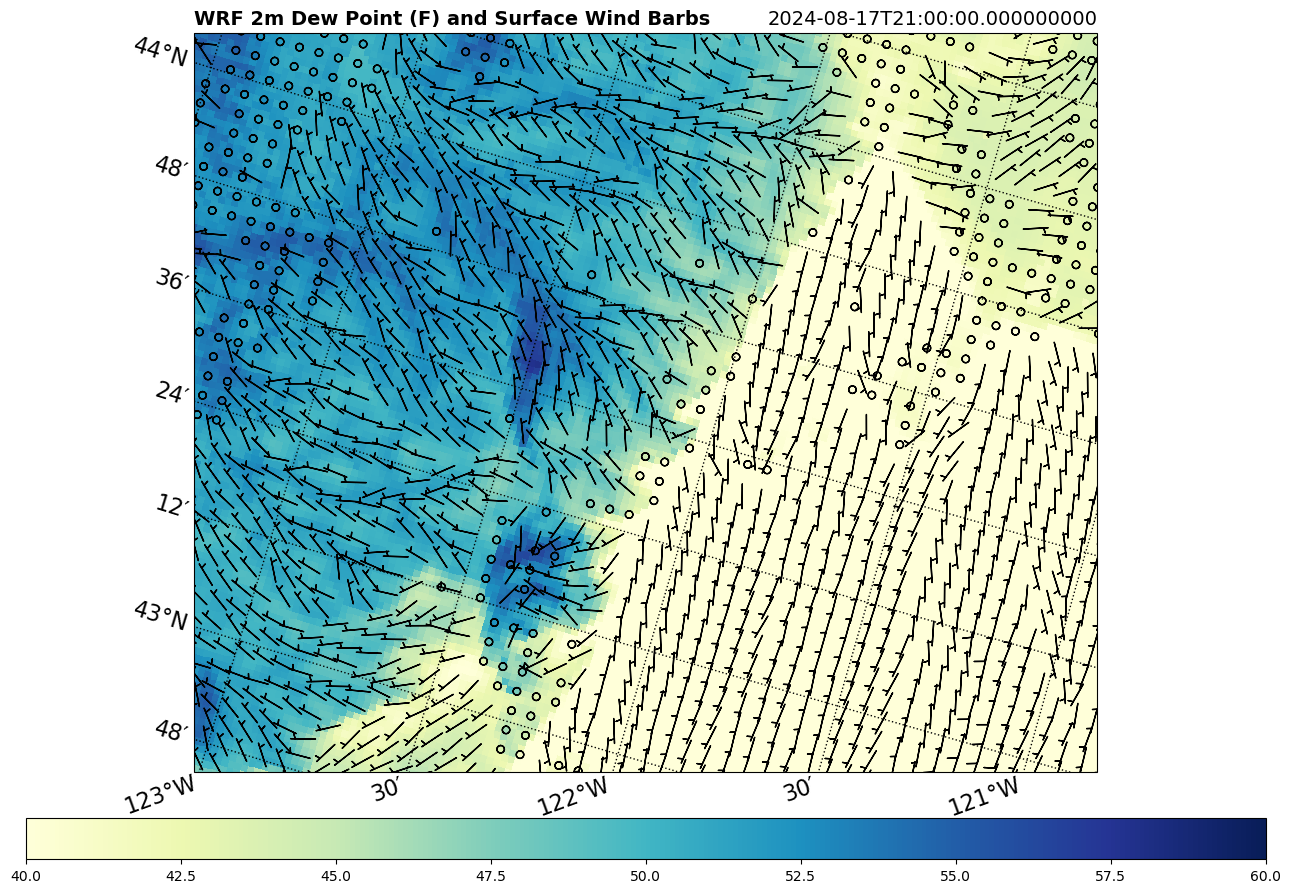 WRF 2m Dew Point (F) and Surface Wind Barbs 2024-08-17T21:00:00.000000000
44°N
48′
36′
24′
12′
43°N
48′
123°W 30′ 122°W 30′ 121°W
40.0 42.5 45.0 47.5 50.0 52.5 55.0 57.5 60.0